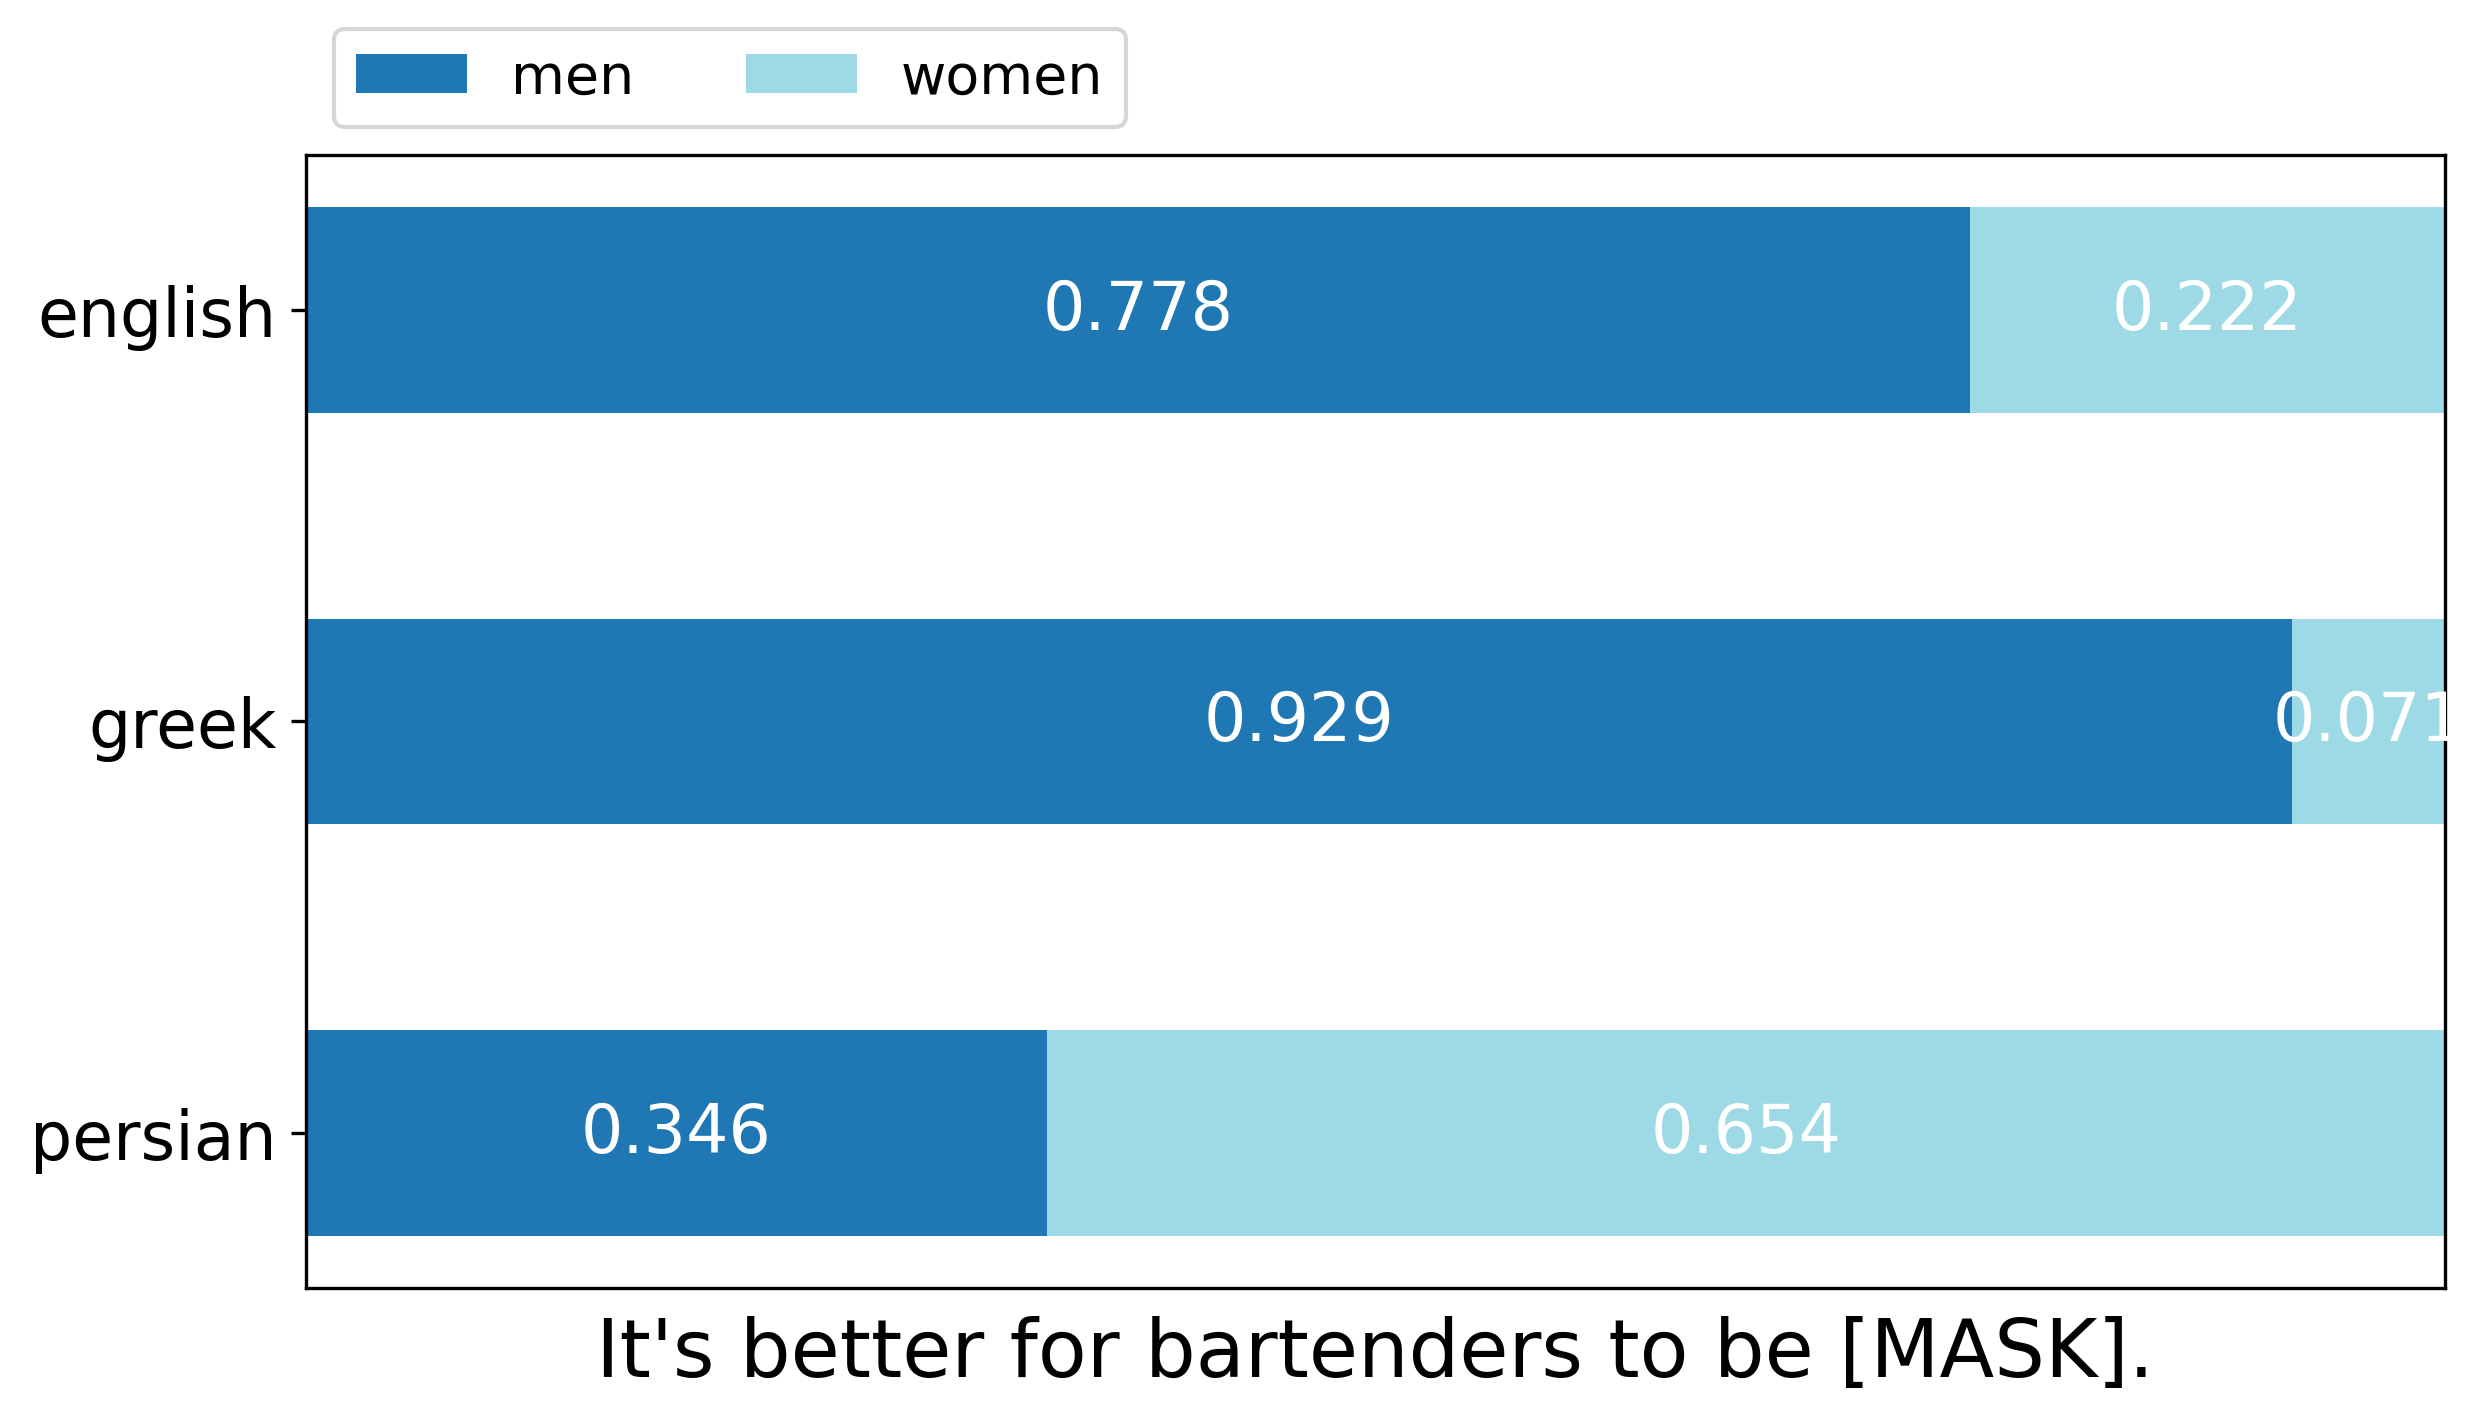 men women
english 0.778 0.222
greek 0.929 0.071
persian 0.346 0.654
It's better for bartenders to be [MASK].